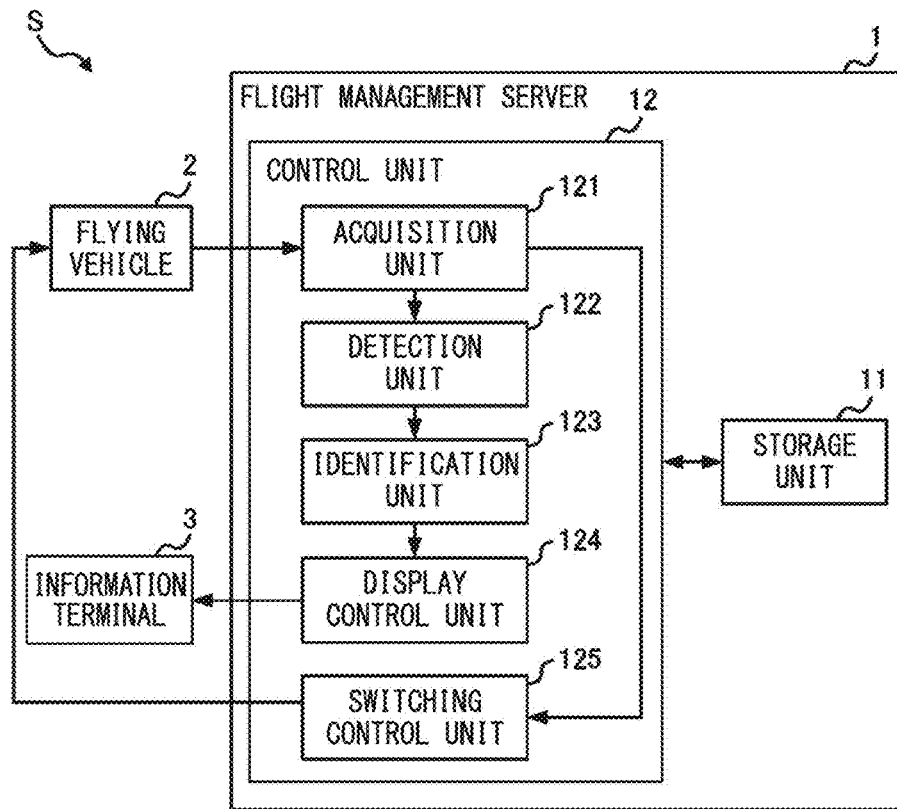 S
1
FLIGHT MANAGEMENT SERVER
12
CONTROL UNIT
2
FLYING
VEHICLE
121
ACQUISITION
UNIT
122
DETECTION
UNIT
123
IDENTIFICATION
UNIT
11
STORAGE
UNIT
3
INFORMATION
TERMINAL
124
DISPLAY
CONTROL UNIT
125
SWITCHING
CONTROL UNIT